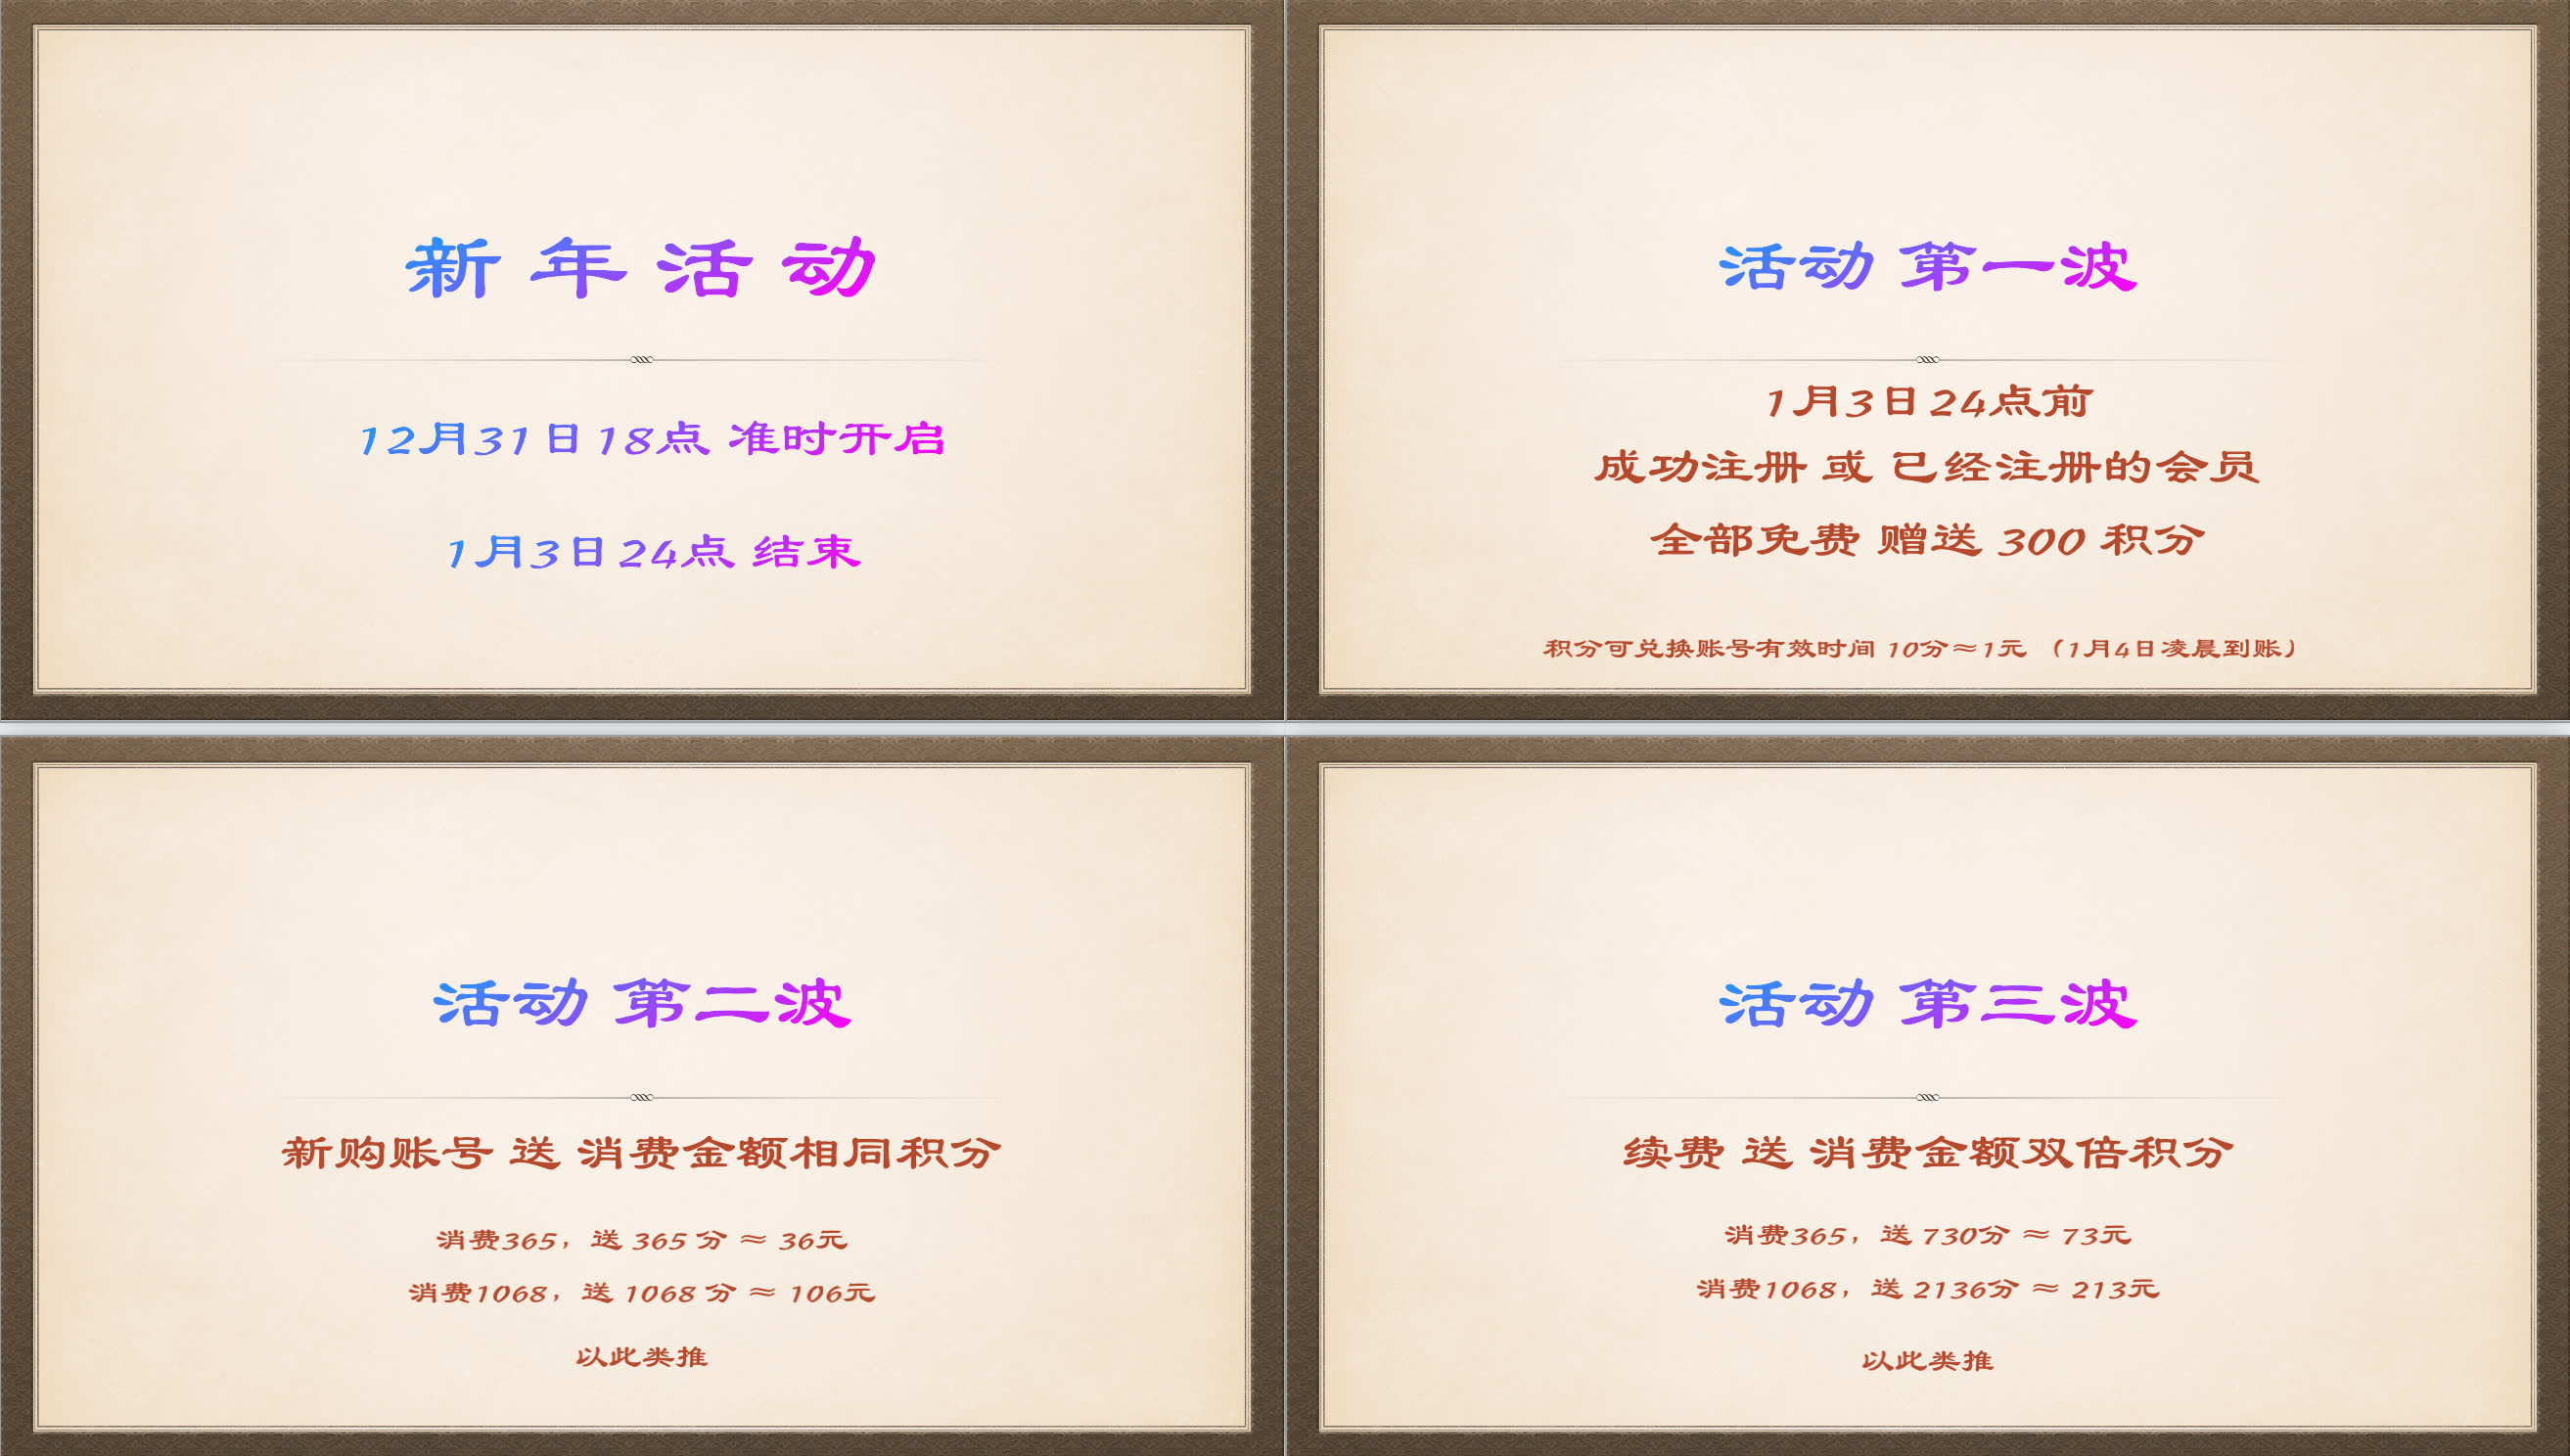 新 年 活 动
12月31日18点 准时开启
1月3日24点 结束
活动 第一波
1月3日24点前
成功注册 或 已经注册的会员
全部免费 赠送 300 积分
积分可兑换账号有效时间 10分≈1元 （1月4日凌晨到账）
活动 第二波
新购账号 送 消费金额相同积分
消费365，送 365 分 ≈ 36元
消费1068，送 1068 分 ≈ 106元
以此类推
活动 第三波
续费 送 消费金额双倍积分
消费365，送 730分 ≈ 73元
消费1068，送 2136分 ≈ 213元
以此类推